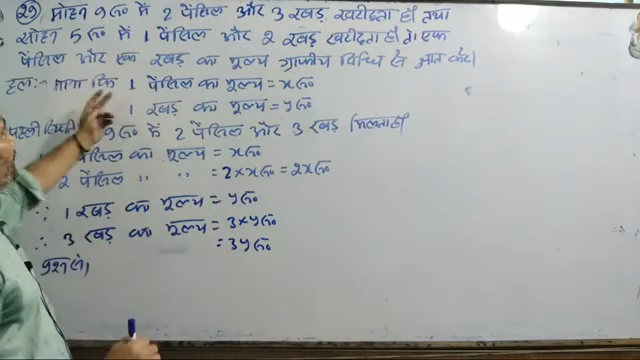 (29) मोहन 9 रु० में 2 पेंसिल और 3 रबड़ खरीदता है। तथा
सोहन 5 रु० में 1 पेंसिल और 2 रबड़ खरीदता है। तो एक
पेंसिल और एक रबड़ का मूल्य ग्राफीय विधि से ज्ञात करें।
हल:- माना कि 1 पेंसिल का मूल्य = x रु०
1 रबड़ का मूल्य = y रु०
पहली 9 रु० में 2 पेंसिल और 3 रबड़ मिलता है।
पेंसिल का मूल्य = x रु०
2 पेंसिल " " = 2 × x रु० = 2x रु०
∵ 1 रबड़ का मूल्य = y रु०
∴ 3 रबड़ का मूल्य = 3 × y रु०
= 3y रु०
प्रश्न से,